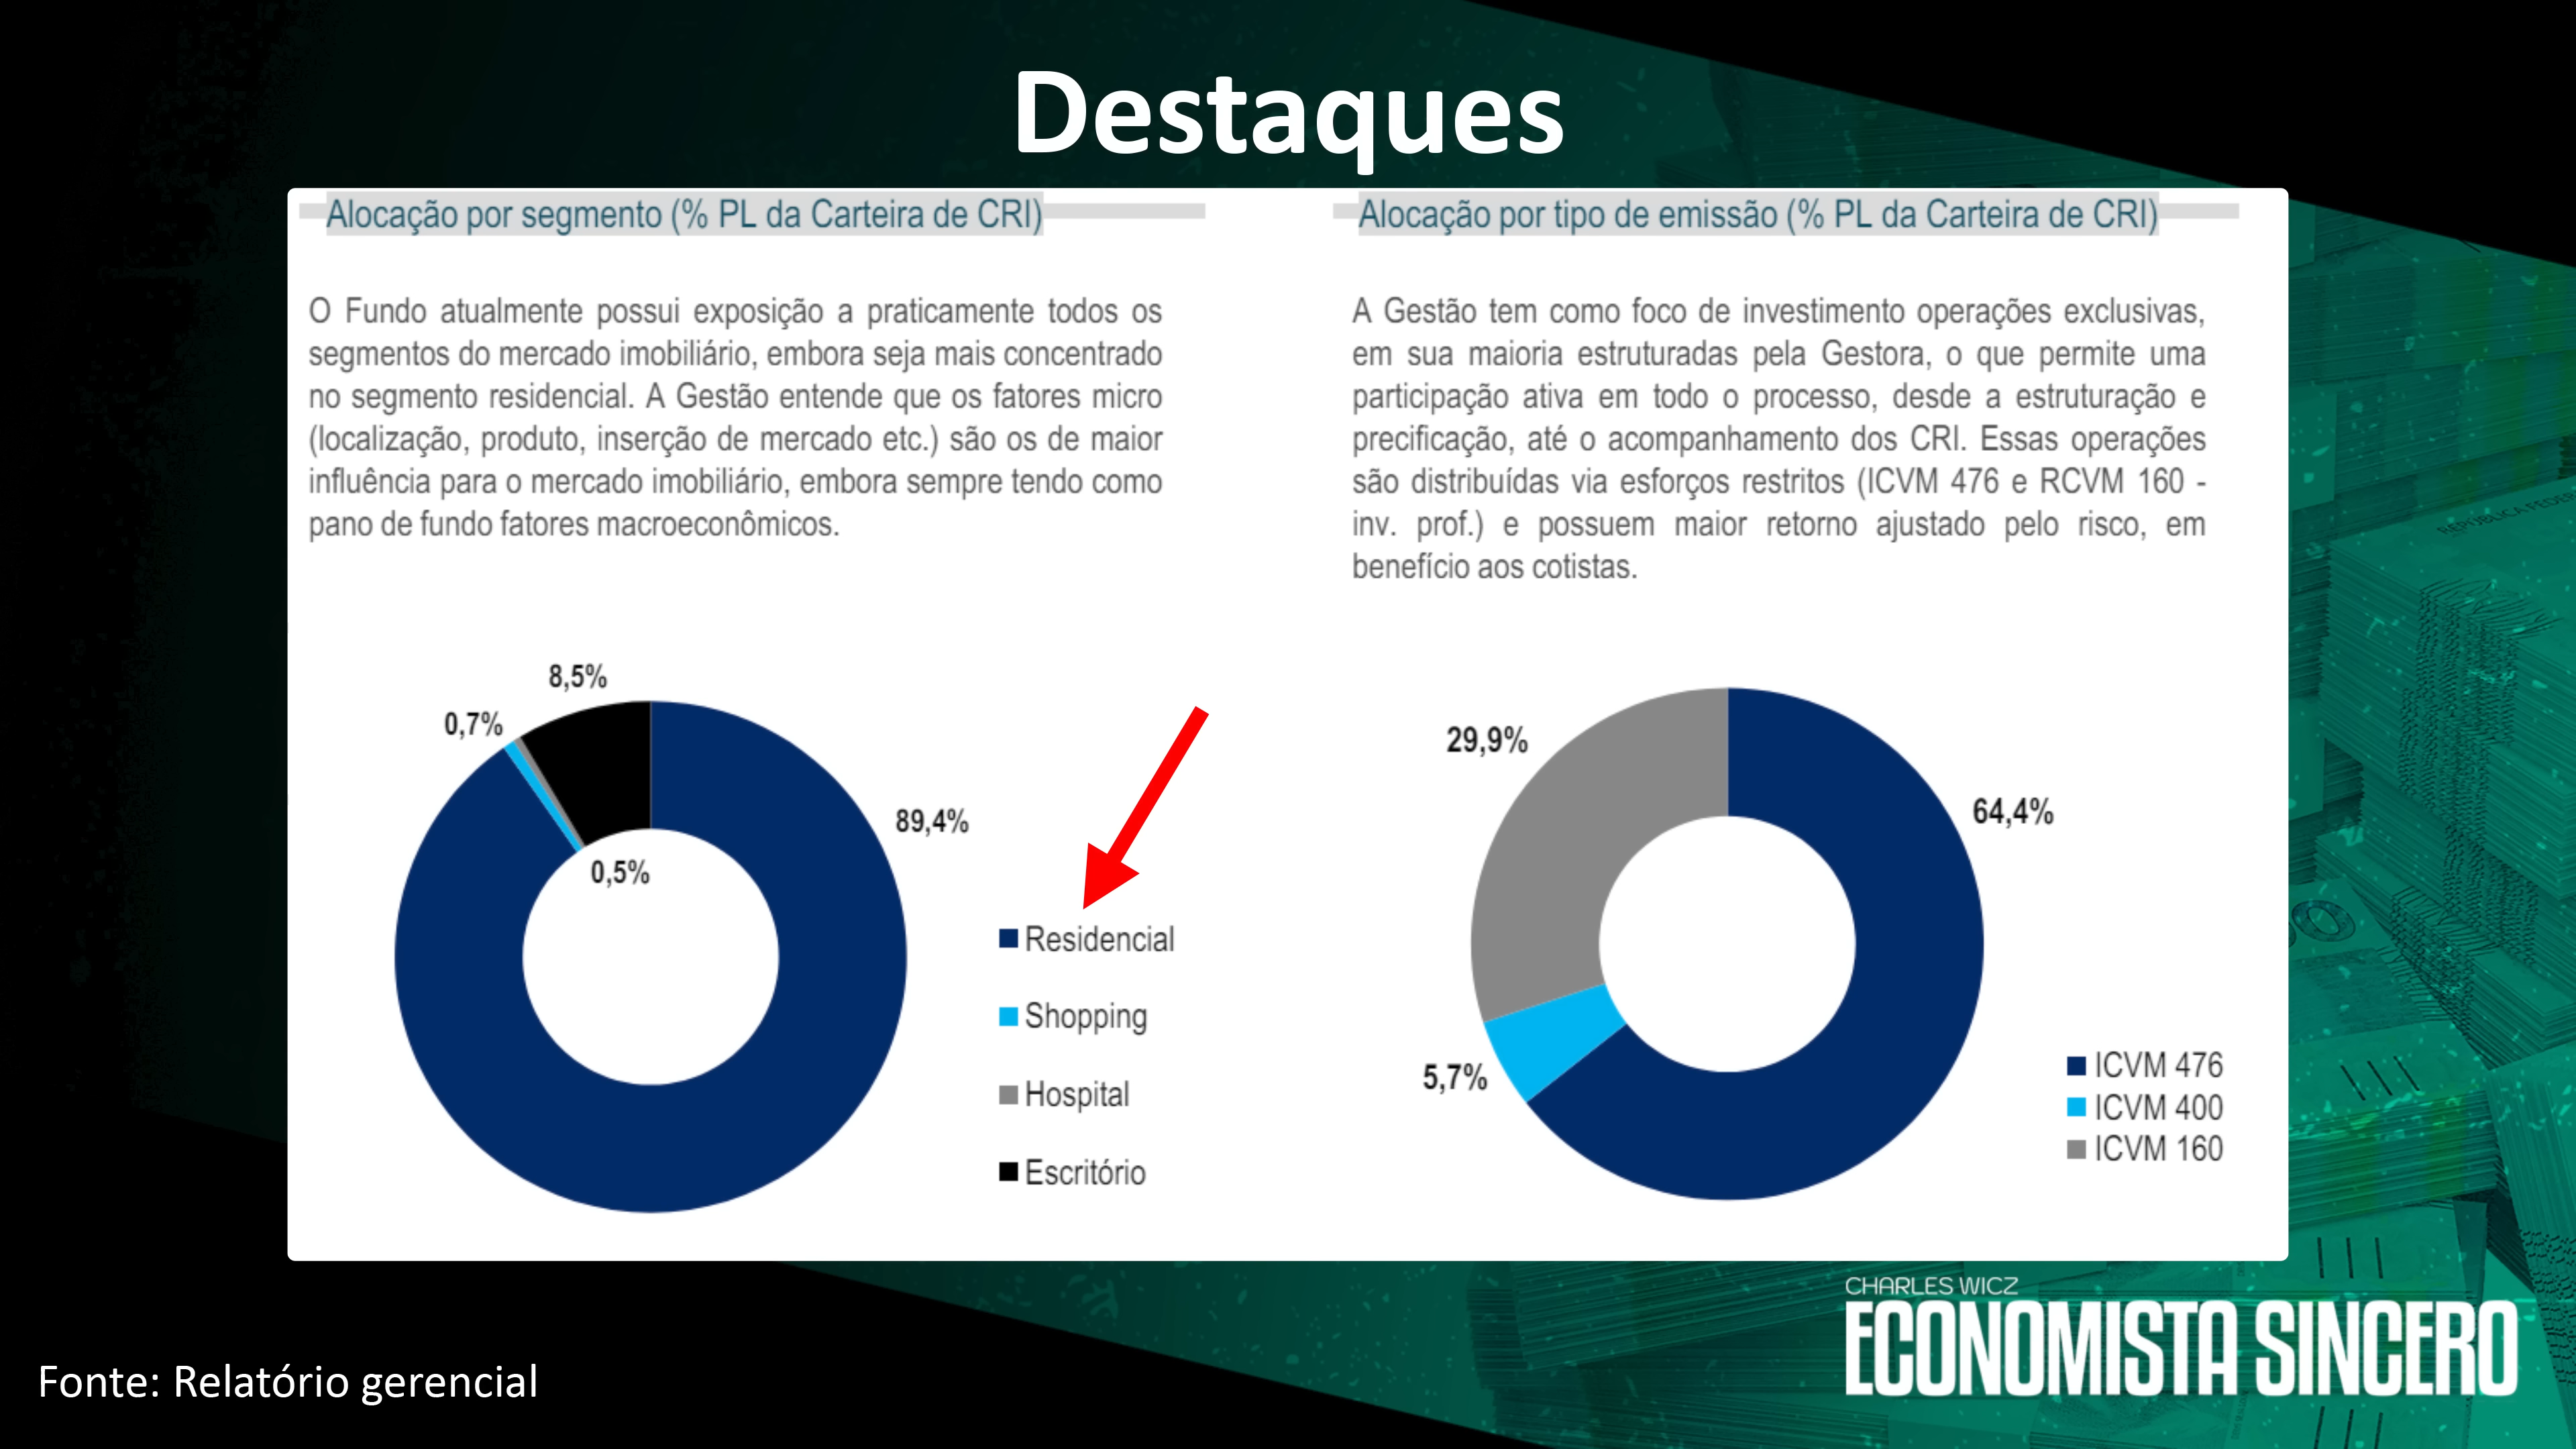 Destaques
Alocação por segmento (% PL da Carteira de CRI)
O Fundo atualmente possui exposição a praticamente todos os
segmentos do mercado imobiliário, embora seja mais concentrado
no segmento residencial. A Gestão entende que os fatores micro
(localização, produto, inserção de mercado etc.) são os de maior
influência para o mercado imobiliário, embora sempre tendo como
pano de fundo fatores macroeconômicos.
8,5%
0,7%
89,4%
0,5%
Residencial
Shopping
Hospital
Escritório
Alocação por tipo de emissão (% PL da Carteira de CRI)
A Gestão tem como foco de investimento operações exclusivas,
em sua maioria estruturadas pela Gestora, o que permite uma
participação ativa em todo o processo, desde a estruturação e
precificação, até o acompanhamento dos CRI. Essas operações
são distribuídas via esforços restritos (ICVM 476 e RCVM 160 -
inv. prof.) e possuem maior retorno ajustado pelo risco, em
benefício aos cotistas.
29,9%
64,4%
5,7%
ICVM 476
ICVM 400
ICVM 160
CHARLES WICZ
ECONOMISTA SINCERO
Fonte: Relatório gerencial